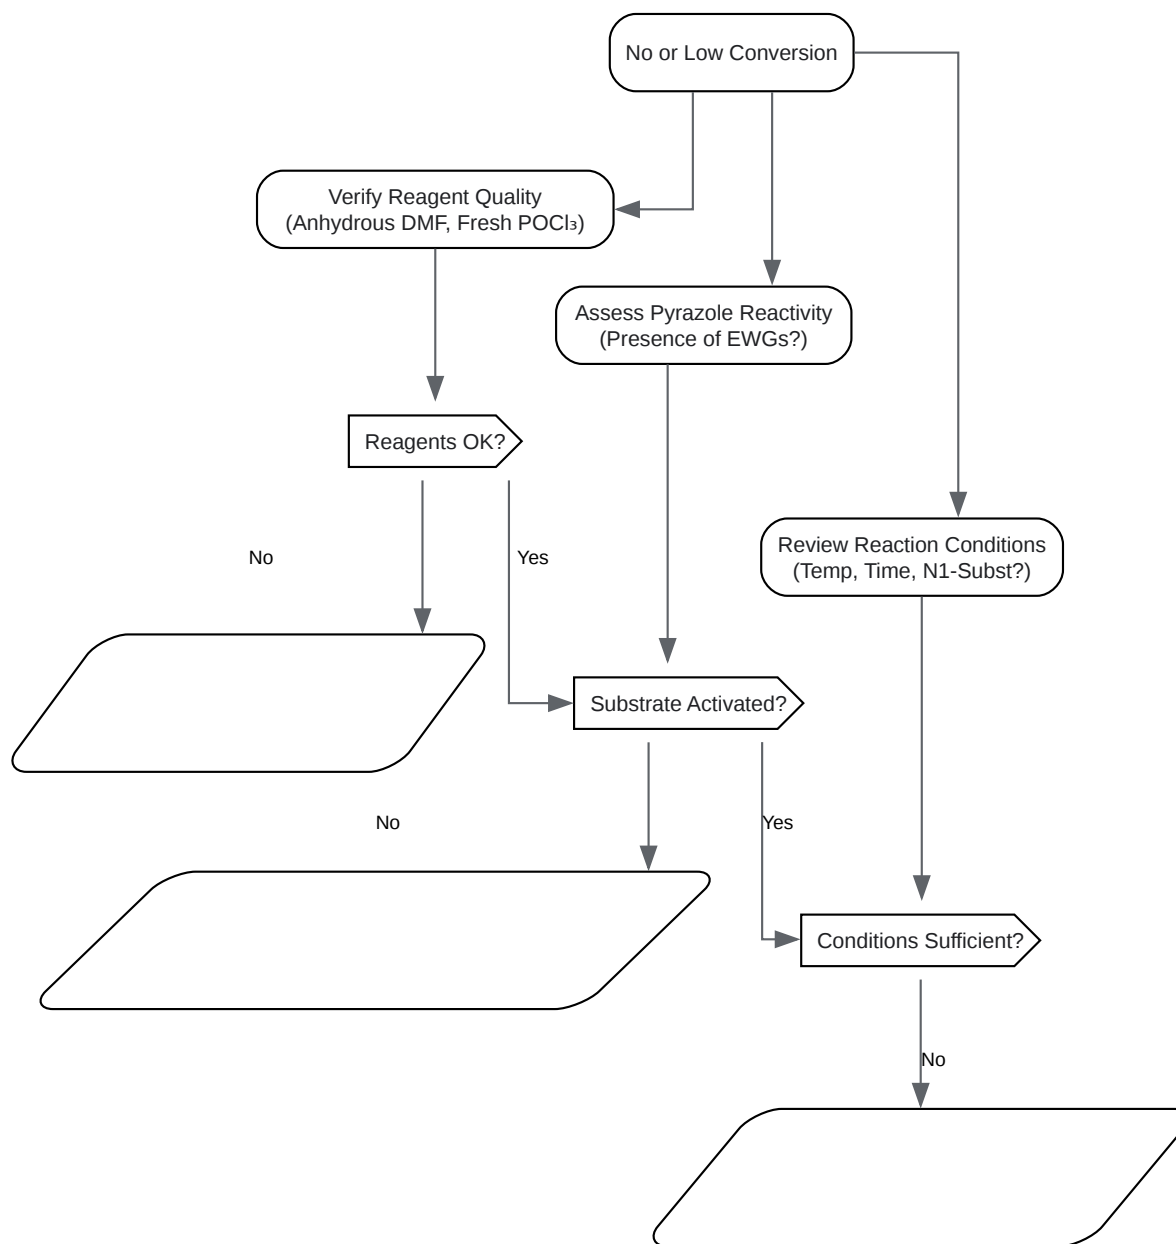 No or Low Conversion
Verify Reagent Quality
(Anhydrous DMF, Fresh POCl₃)
Assess Pyrazole Reactivity
(Presence of EWGs?)
Reagents OK?
No
Yes
Review Reaction Conditions
(Temp, Time, N1-Subst?)
Substrate Activated?
No
Yes
Conditions Sufficient?
No